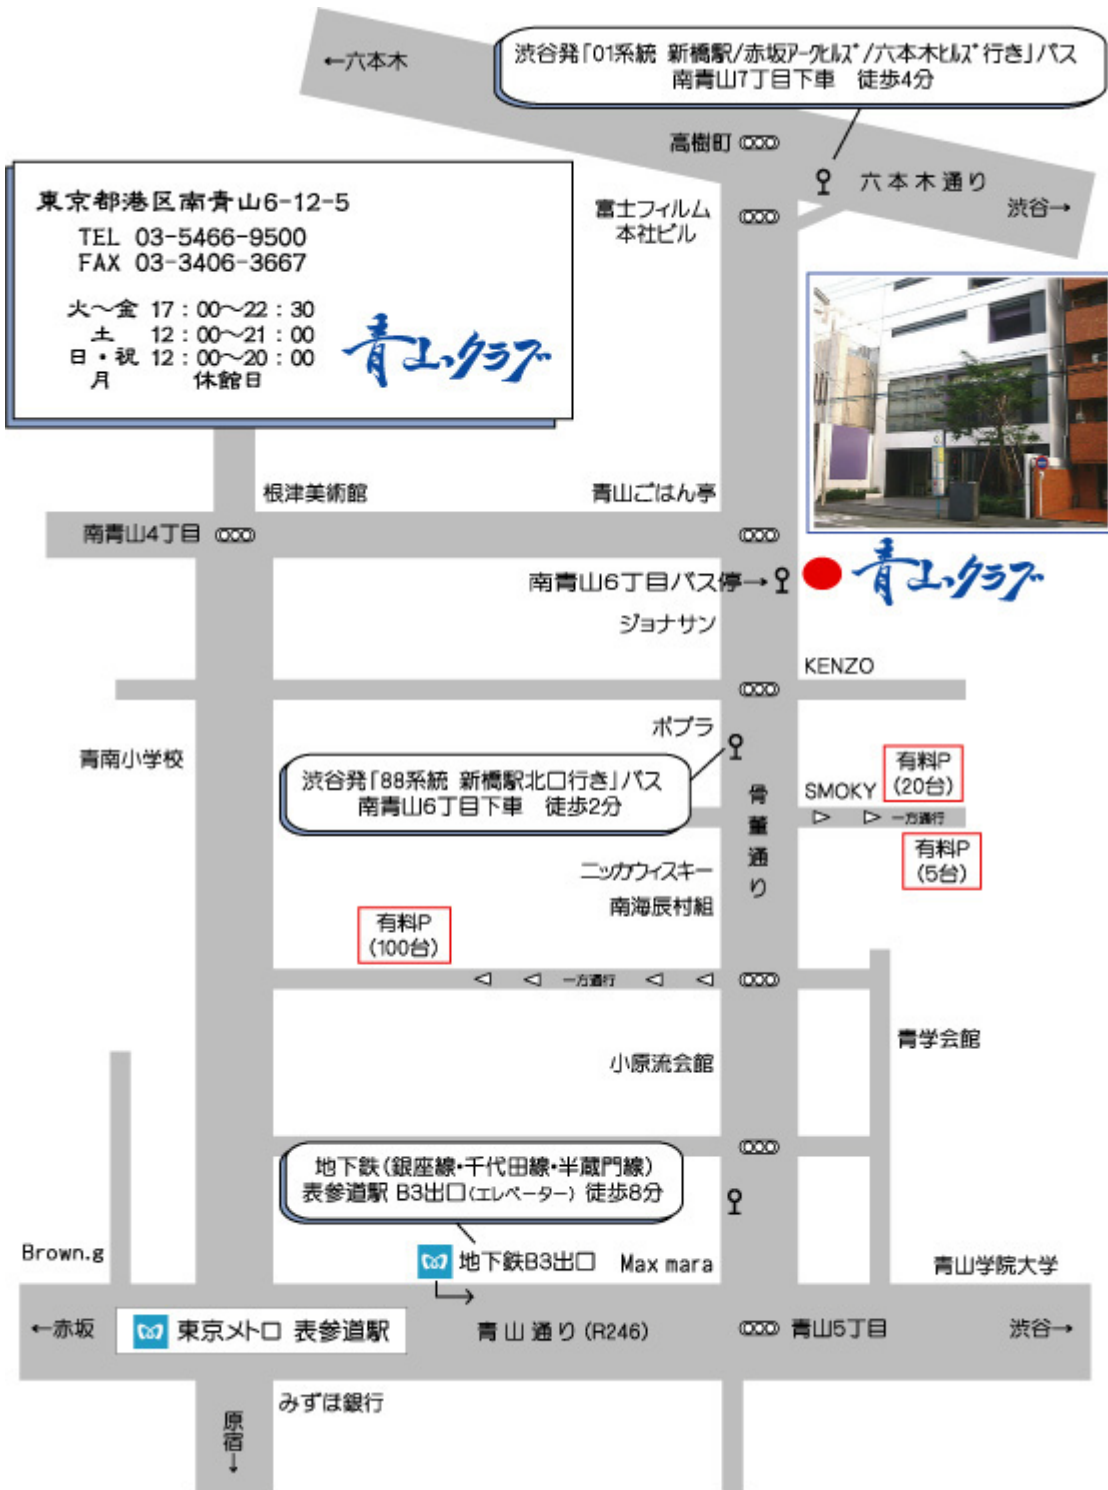 ←六本木
渋谷発「01系統 新橋駅/赤坂アークヒルズ/六本木ヒルズ行き」バス
南青山7丁目下車　徒歩4分
高樹町
六本木通り
渋谷→
富士フィルム
本社ビル
東京都港区南青山6-12-5
TEL 03-5466-9500
FAX 03-3406-3667
火～金 17：00～22：30
土 12：00～21：00
日・祝 12：00～20：00
月 休館日
青山クラブ
根津美術館
青山ごはん亭
南青山4丁目
南青山6丁目バス停→
青山クラブ
ジョナサン
KENZO
ポプラ
青南小学校
渋谷発「88系統 新橋駅北口行き」バス
南青山6丁目下車　徒歩2分
骨董通り
SMOKY
有料P
(20台)
一方通行
有料P
(5台)
ニッカウィスキー
南海辰村組
有料P
(100台)
一方通行
青学会館
小原流会館
地下鉄(銀座線・千代田線・半蔵門線)
表参道駅 B3出口(エレベーター) 徒歩8分
Brown.g
地下鉄B3出口
Max mara
青山学院大学
←赤坂
東京メトロ 表参道駅
青山通り(R246)
青山5丁目
渋谷→
みずほ銀行
原宿→